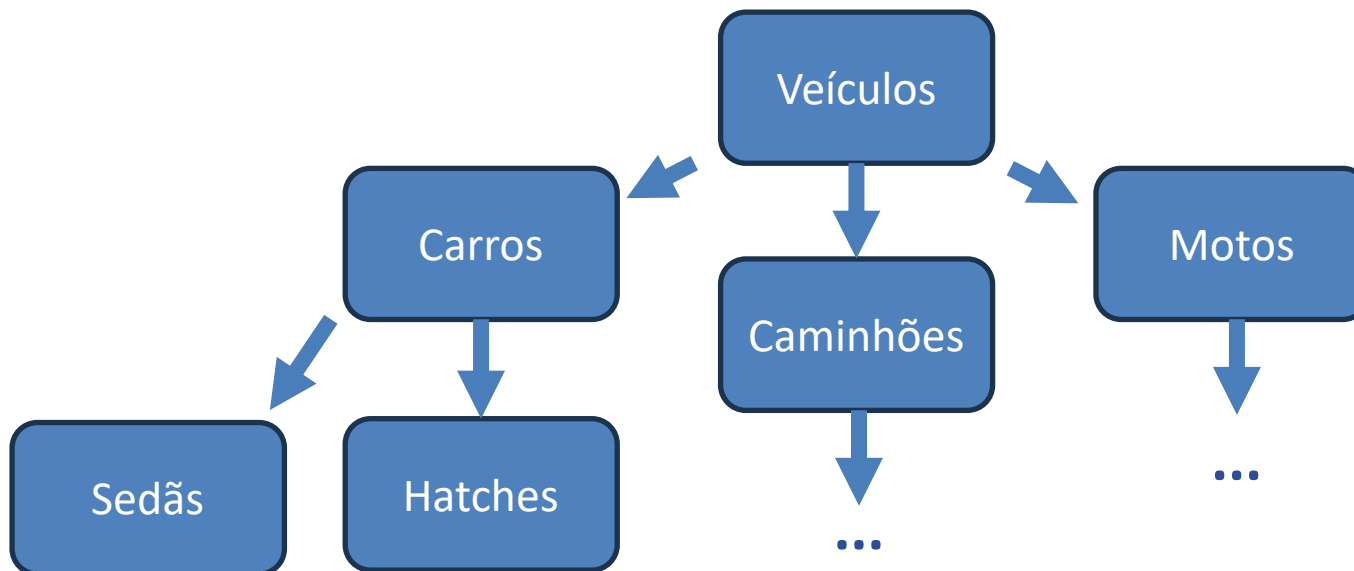 Veículos
Carros
Motos
Caminhões
Sedãs
Hatches
...
...